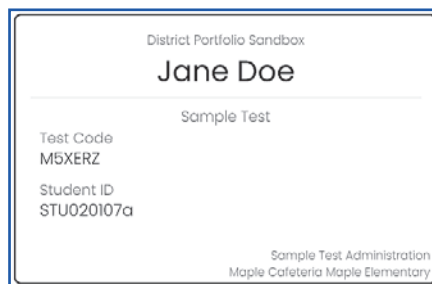 District Portfolio Sandbox
Jane Doe
Sample Test
Test Code
M5XERZ
Student ID
STU020107a
Sample Test Administration
Maple Cafeteria Maple Elementary